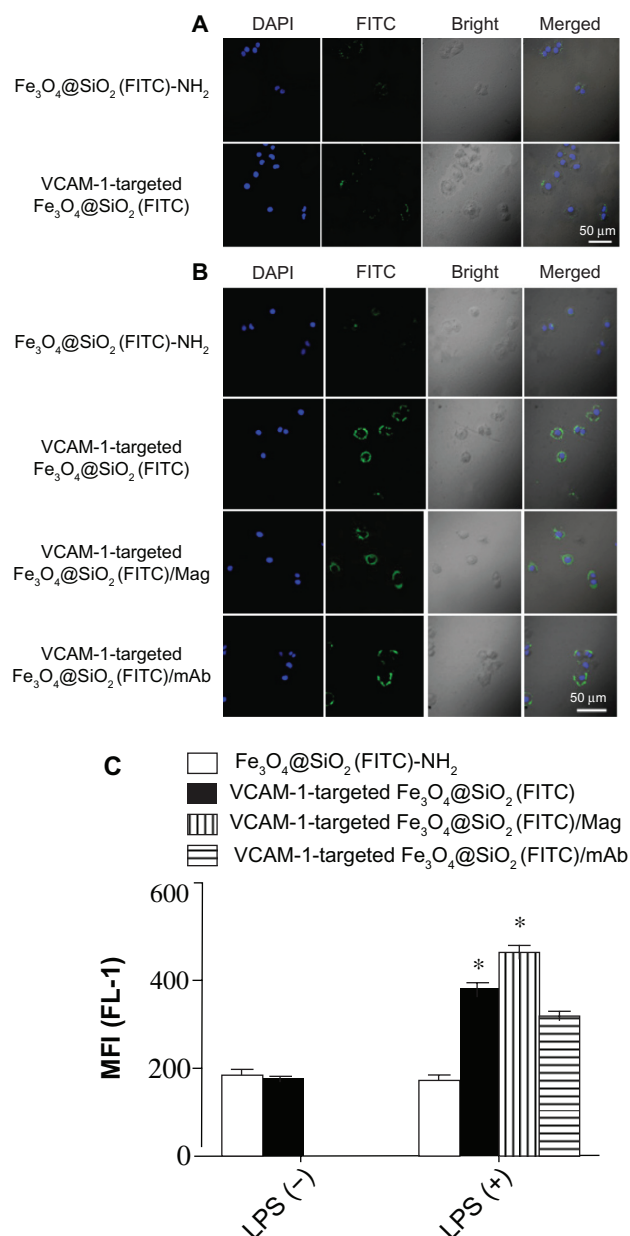 A
DAPI FITC Bright Merged
Fe₃O₄@SiO₂(FITC)-NH₂
VCAM-1-targeted
Fe₃O₄@SiO₂(FITC)
50 µm
B
DAPI FITC Bright Merged
Fe₃O₄@SiO₂(FITC)-NH₂
VCAM-1-targeted
Fe₃O₄@SiO₂(FITC)
VCAM-1-targeted
Fe₃O₄@SiO₂(FITC)/Mag
VCAM-1-targeted
Fe₃O₄@SiO₂(FITC)/mAb
50 µm
C
Fe₃O₄@SiO₂(FITC)-NH₂
VCAM-1-targeted Fe₃O₄@SiO₂(FITC)
VCAM-1-targeted Fe₃O₄@SiO₂(FITC)/Mag
VCAM-1-targeted Fe₃O₄@SiO₂(FITC)/mAb
MFI (FL-1)
600
400
200
0
*
*
LPS (−)
LPS (+)